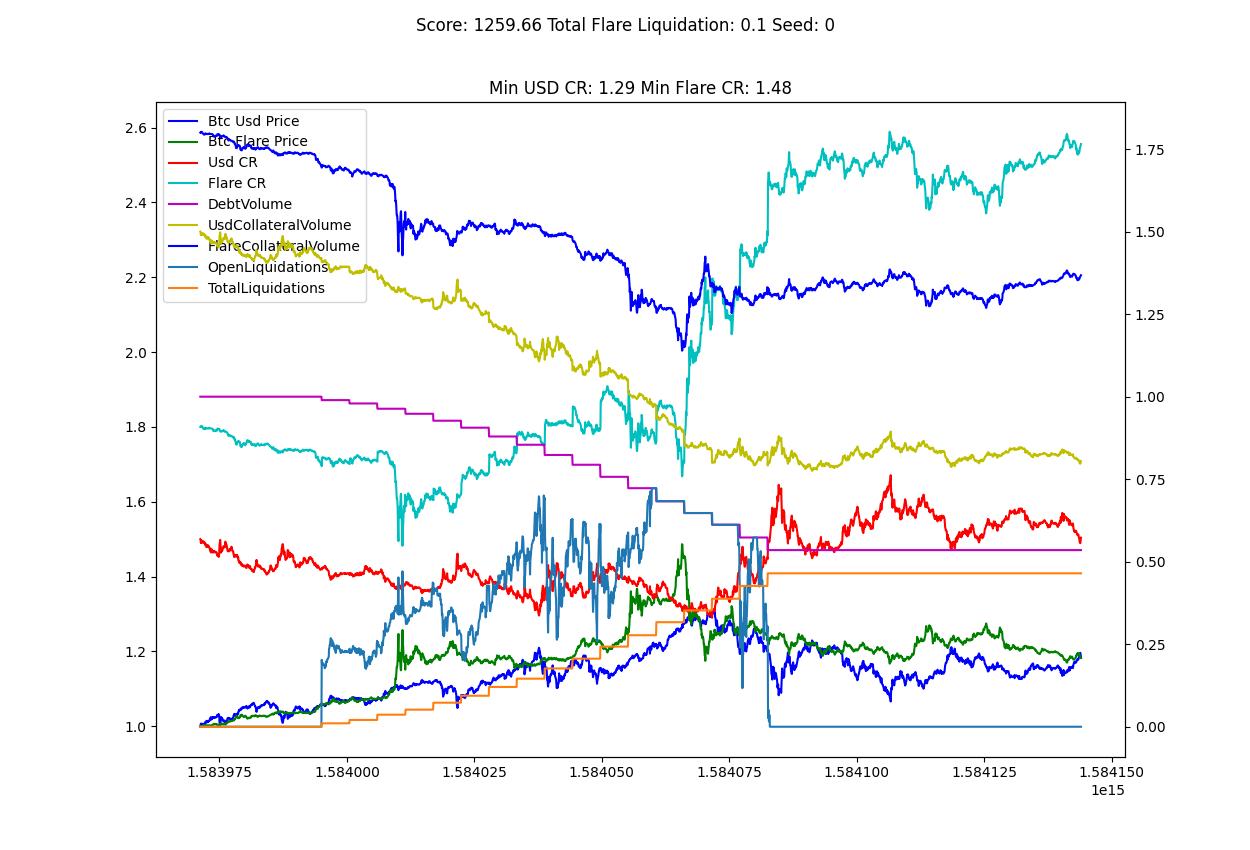 Score: 1259.66 Total Flare Liquidation: 0.1 Seed: 0
Min USD CR: 1.29 Min Flare CR: 1.48
Btc Usd Price
Btc Flare Price
Usd CR
Flare CR
DebtVolume
UsdCollateralVolume
FlareCollateralVolume
OpenLiquidations
TotalLiquidations
2.6
2.4
2.2
2.0
1.8
1.6
1.4
1.2
1.0
1.75
1.50
1.25
1.00
0.75
0.50
0.25
0.00
1.583975 1.584000 1.584025 1.584050 1.584075 1.584100 1.584125 1.584150
1e15